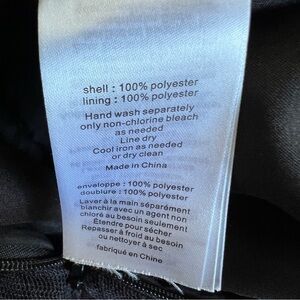 shell : 100% polyester
lining : 100% polyester
Hand wash separately
only non-chlorine bleach
as needed
Line dry
Cool iron as needed
or dry clean
Made in China
enveloppe : 100% polyester
doublure : 100% polyester
Laver à la main séparément
blanchir avec un agent non
chloré au besoin seulement
Étendre pour sécher
Repasser à froid au besoin
ou nettoyer à sec
fabriqué en Chine